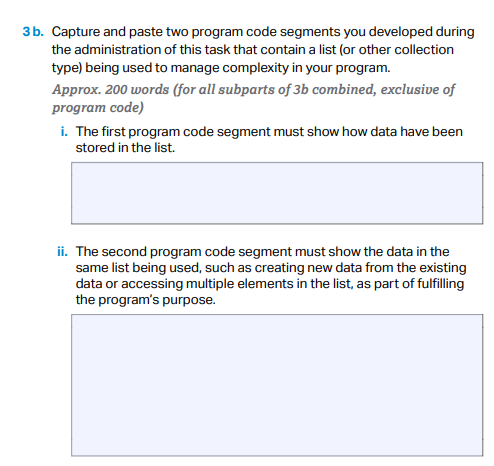 3b. Capture and paste two program code segments you developed during
the administration of this task that contain a list (or other collection
type) being used to manage complexity in your program.
Approx. 200 words (for all subparts of 3b combined, exclusive of
program code)
i. The first program code segment must show how data have been
stored in the list.
ii. The second program code segment must show the data in the
same list being used, such as creating new data from the existing
data or accessing multiple elements in the list, as part of fulfilling
the program's purpose.